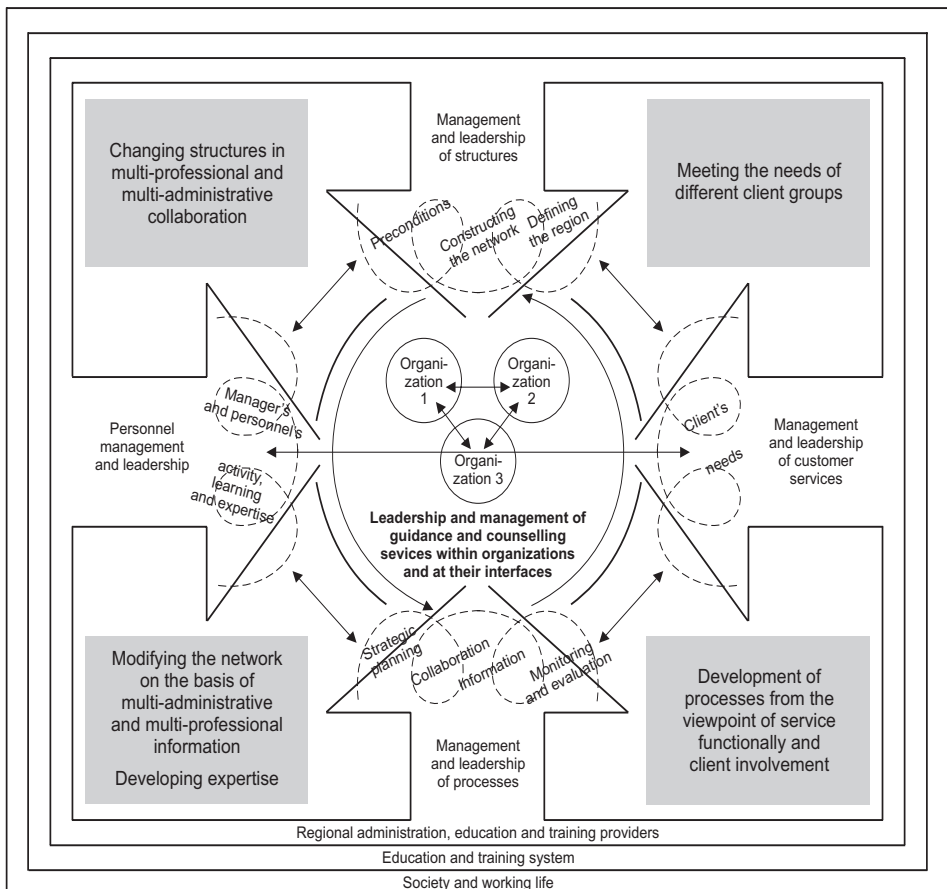 Changing structures in
multi-professional and
multi-administrative
collaboration
Management
and leadership
of structures
Meeting the needs of
different client groups
Preconditions
Constructing
the network
Defining
the region
Organi-
zation
1
Organi-
zation
2
Organi-
zation 3
Personnel
management
and leadership
Manager's
and personnel's
activity,
learning
and expertise
Client's
needs
Management
and leadership
of customer
services
Leadership and management of
guidance and counselling
sevices within organizations
and at their interfaces
Strategic
planning
Collaboration
Information
Monitoring
and evaluation
Modifying the network
on the basis of
multi-administrative
and multi-professional
information
Developing expertise
Management
and leadership
of processes
Development of
processes from the
viewpoint of service
functionally and
client involvement
Regional administration, education and training providers
Education and training system
Society and working life